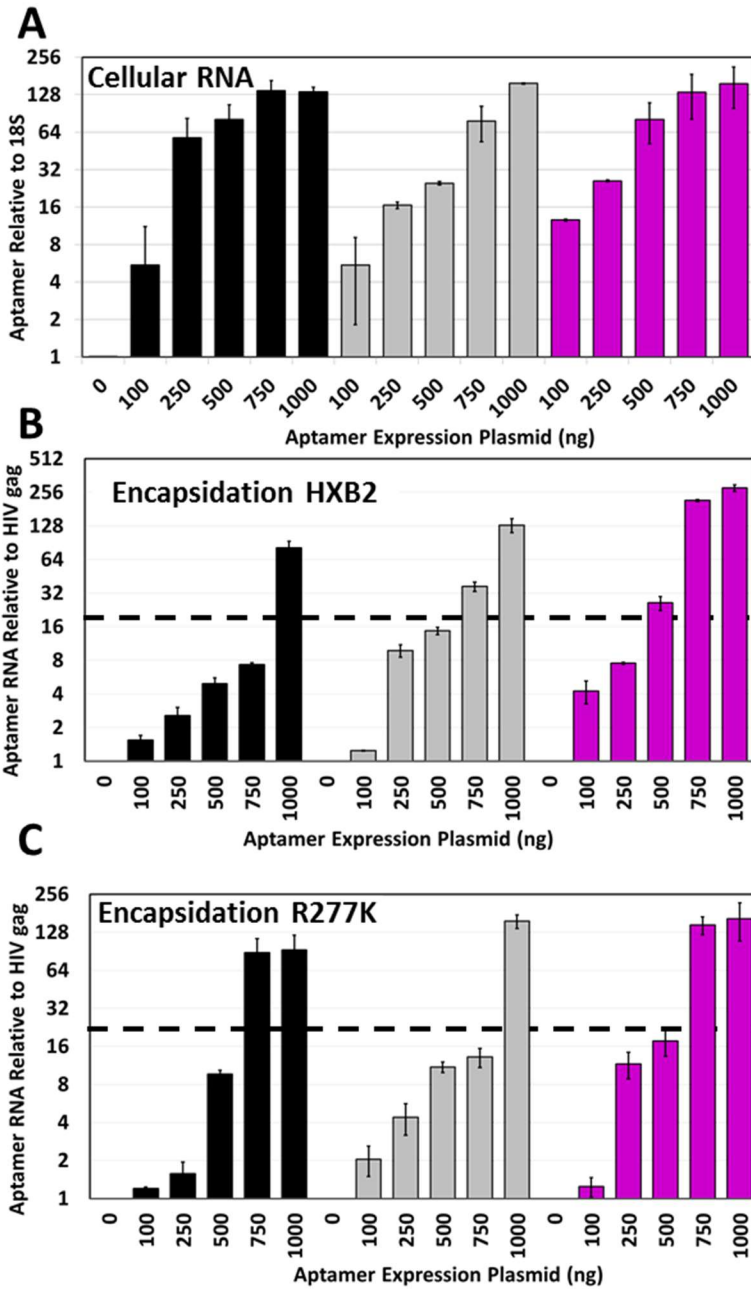 A
Cellular RNA
Aptamer Relative to 18S
256
128
64
32
16
8
4
2
1
0 100 250 500 750 1000 100 250 500 750 1000 100 250 500 750 1000
Aptamer Expression Plasmid (ng)
B
Encapsidation HXB2
Aptamer RNA Relative to HIV gag
512
256
128
64
32
16
8
4
2
1
0 100 250 500 750 1000 0 100 250 500 750 1000 0 100 250 500 750 1000
Aptamer Expression Plasmid (ng)
C
Encapsidation R277K
Aptamer RNA Relative to HIV gag
256
128
64
32
16
8
4
2
1
0 100 250 500 750 1000 0 100 250 500 750 1000 0 100 250 500 750 1000
Aptamer Expression Plasmid (ng)